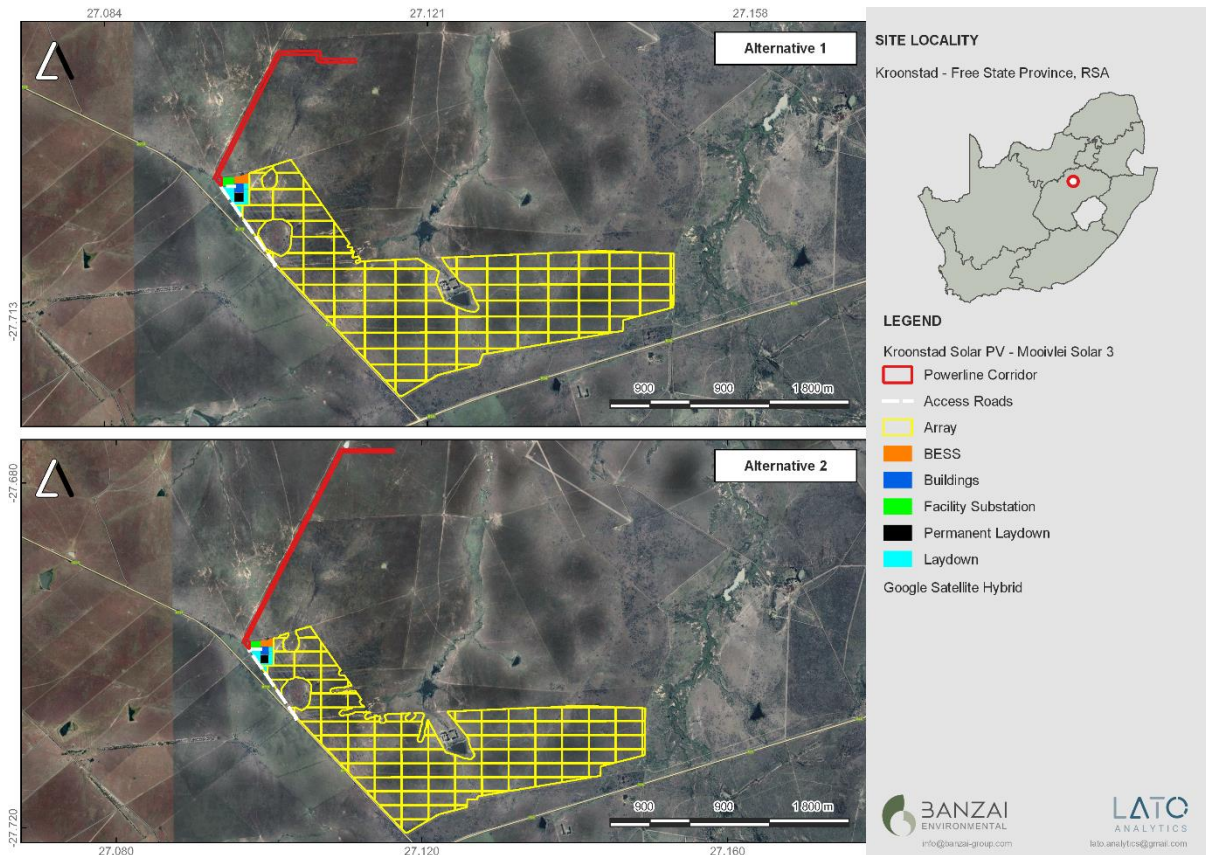 27.084
27.121
27.158
Alternative 1
-27.713
900
900
1 800 m
Alternative 2
-27.680
-27.720
900
900
1 800 m
27.080
27.120
27.160
SITE LOCALITY
Kroonstad - Free State Province, RSA
LEGEND
Kroonstad Solar PV - Mooivlei Solar 3
Powerline Corridor
Access Roads
Array
BESS
Buildings
Facility Substation
Permanent Laydown
Laydown
Google Satellite Hybrid
BANZAI
ENVIRONMENTAL
info@banzai-group.com
LATO
ANALYTICS
lato.analytics@gmail.com